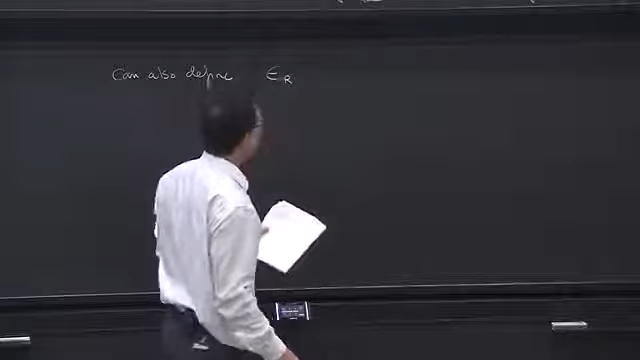 Can also define ϵ_R